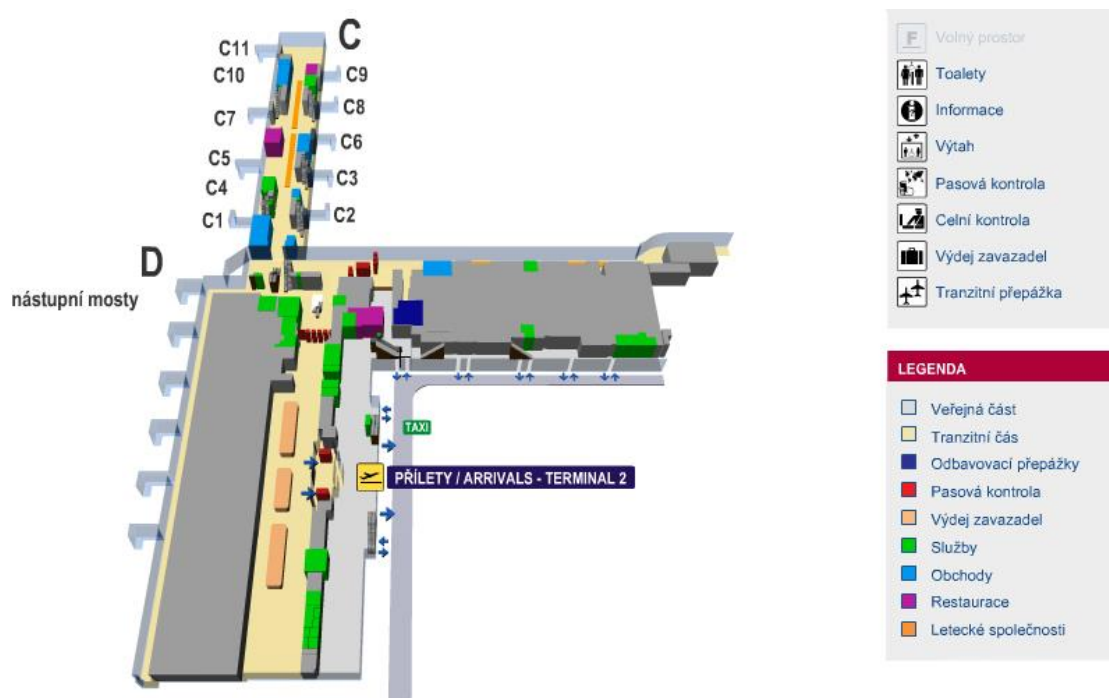 C
C11
C10
C9
C8
C7
C6
C5
C3
C4
C2
C1
D
nástupní mosty
TAXI
PŘÍLETY / ARRIVALS - TERMINAL 2
F Volný prostor
Toalety
Informace
Výtah
Pasová kontrola
Celní kontrola
Výdej zavazadel
Tranzitní přepážka
LEGENDA
Veřejná část
Tranzitní čás
Odbavovací přepážky
Pasová kontrola
Výdej zavazadel
Služby
Obchody
Restaurace
Letecké společnosti